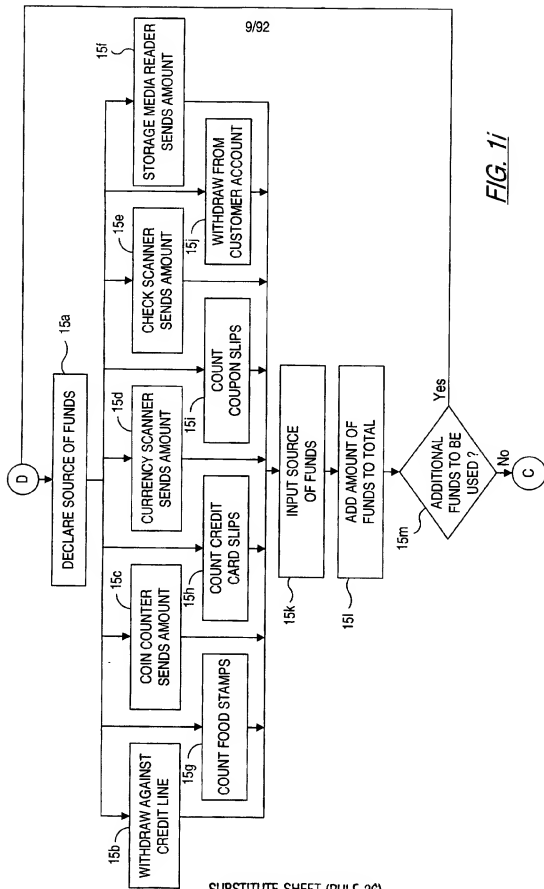 9/92
D
15a
DECLARE SOURCE OF FUNDS
15b
WITHDRAW AGAINST
CREDIT LINE
15c
COIN COUNTER
SENDS AMOUNT
15d
CURRENCY SCANNER
SENDS AMOUNT
15e
CHECK SCANNER
SENDS AMOUNT
15f
STORAGE MEDIA READER
SENDS AMOUNT
15g
COUNT FOOD STAMPS
15h
COUNT CREDIT
CARD SLIPS
15i
COUNT
COUPON SLIPS
15j
WITHDRAW FROM
CUSTOMER ACCOUNT
15k
INPUT SOURCE
OF FUNDS
15l
ADD AMOUNT OF
FUNDS TO TOTAL
15m
ADDITIONAL
FUNDS TO BE
USED ?
Yes
No
C
FIG. 1i
SUBSTITUTE SHEET (RULE 26)